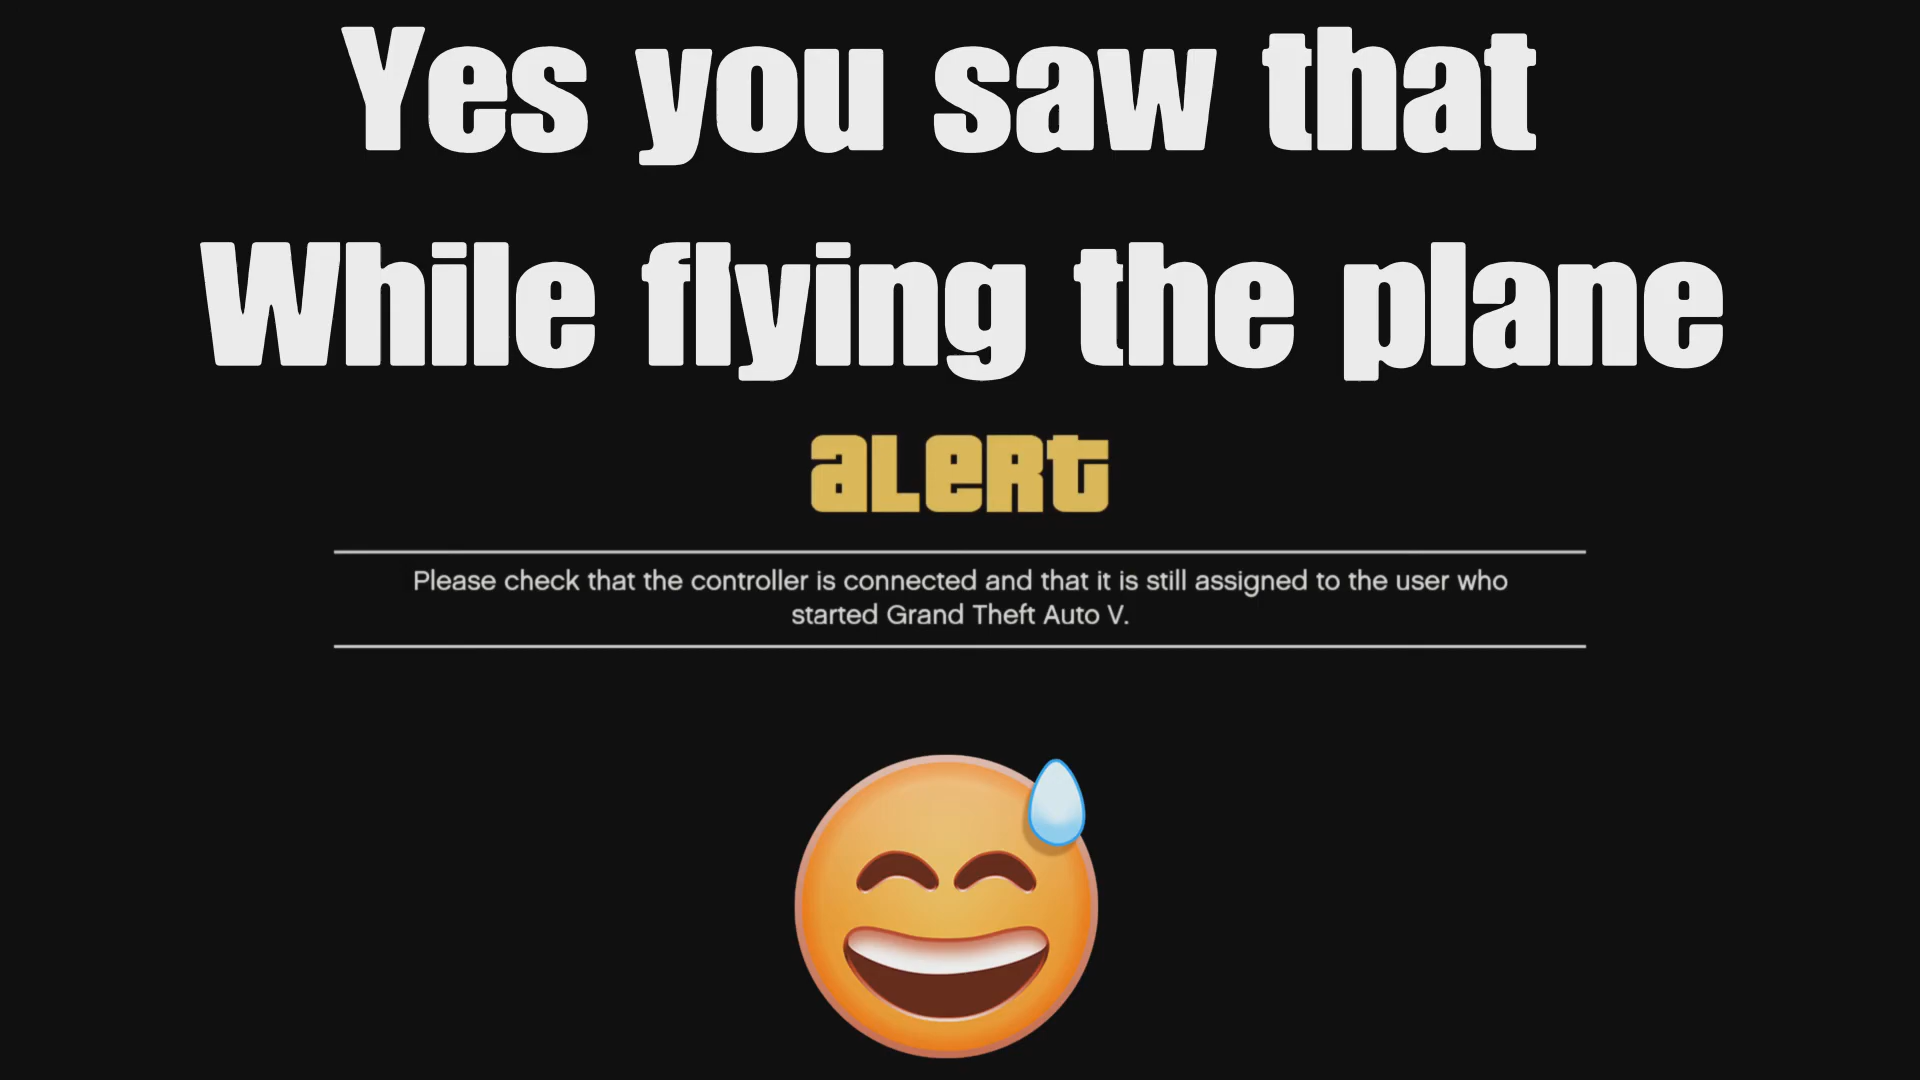 Yes you saw that
While flying the plane
alert
Please check that the controller is connected and that it is still assigned to the user who
started Grand Theft Auto V.